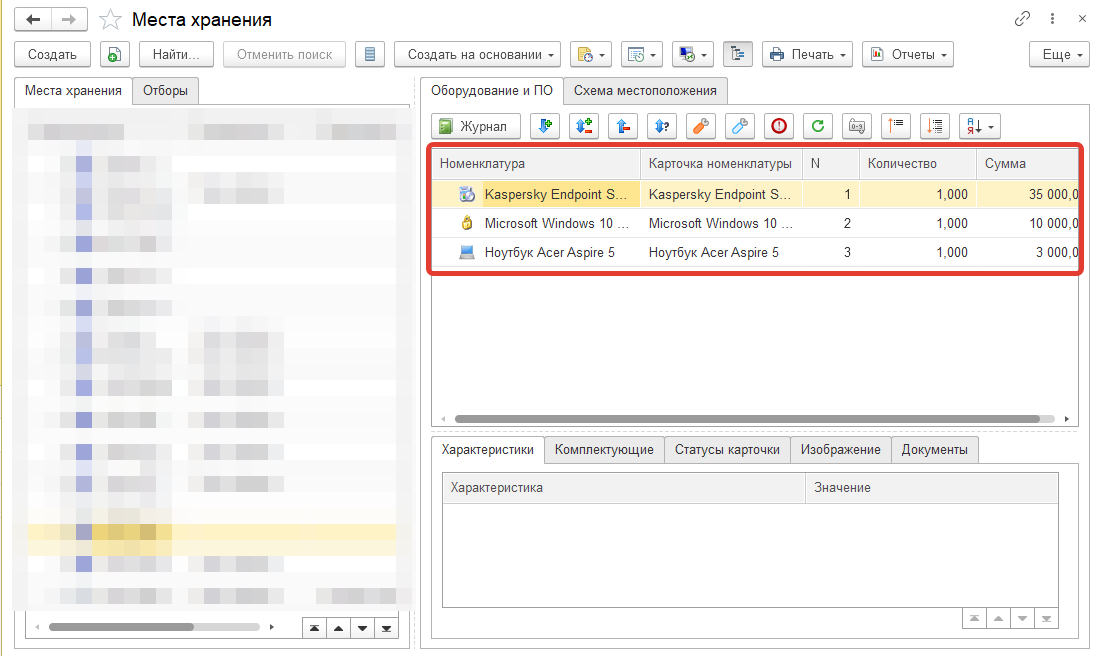 Места хранения
Создать Найти... Отменить поиск Создать на основании Печать Отчеты Еще
Места хранения Отборы Оборудование и ПО Схема местоположения
Журнал
Номенклатура Карточка номенклатуры N Количество Сумма
Kaspersky Endpoint S... Kaspersky Endpoint S... 1 1,000 35 000,0
Microsoft Windows 10 ... Microsoft Windows 10 ... 2 1,000 10 000,0
Ноутбук Acer Aspire 5 Ноутбук Acer Aspire 5 3 1,000 3 000,0
Характеристики Комплектующие Статусы карточки Изображение Документы
Характеристика Значение